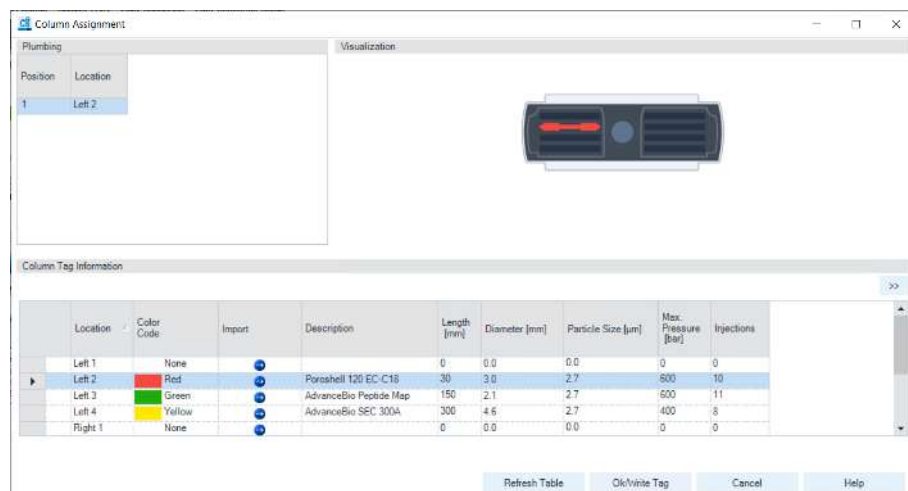 Column Assignment
Plumbing
Visualization
Position Location
1 Left 2
Column Tag Information
>>
Location Color Code Import Description Length [mm] Diameter [mm] Particle Size [µm] Max. Pressure [bar] Injections
Left 1 None 0 0.0 0.0 0 0
Left 2 Red Poroshell 120 EC-C18 30 3.0 2.7 600 10
Left 3 Green AdvanceBio Peptide Map 150 2.1 2.7 600 11
Left 4 Yellow AdvanceBio SEC 300A 300 4.6 2.7 400 8
Right 1 None 0 0.0 0.0 0 0
Refresh Table Ok/Write Tag Cancel Help